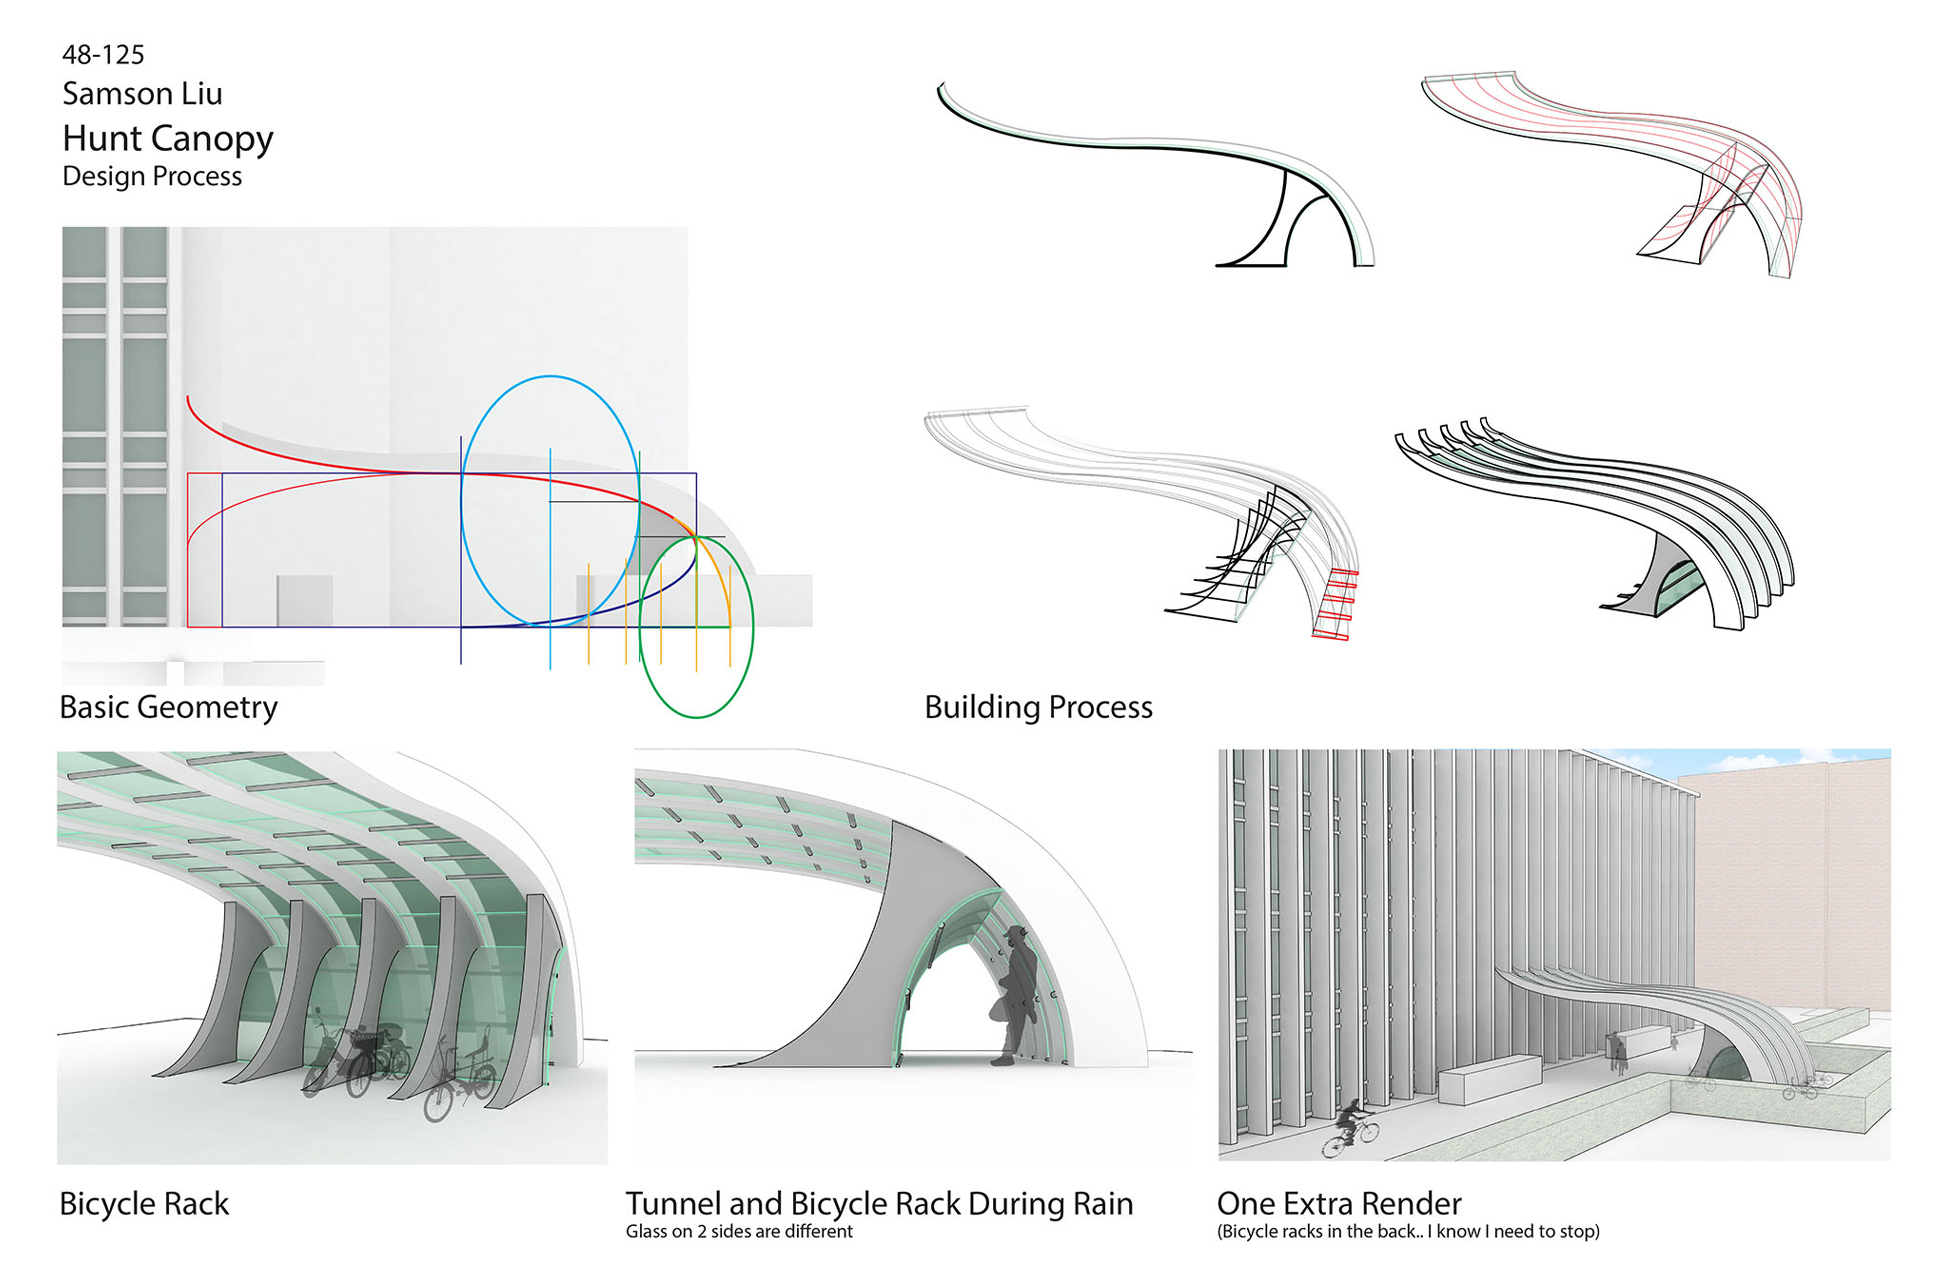 48-125
Samson Liu
Hunt Canopy
Design Process
Basic Geometry
Building Process
Bicycle Rack
Tunnel and Bicycle Rack During Rain
Glass on 2 sides are different
One Extra Render
(Bicycle racks in the back.. I know I need to stop)